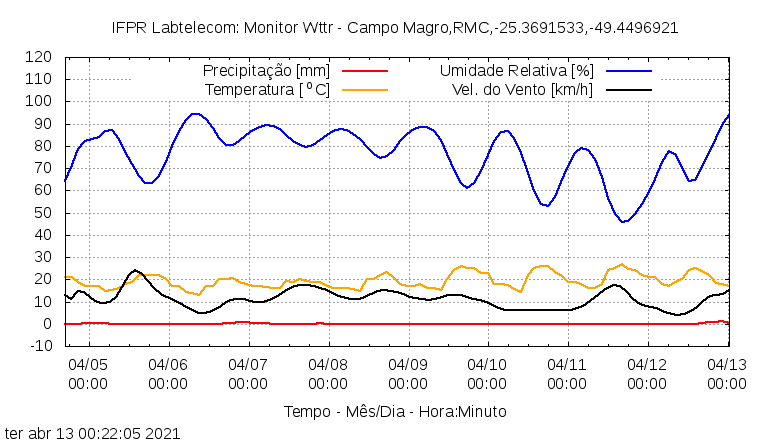 IFPR Labtelecom: Monitor Wttr - Campo Magro,RMC,-25.3691533,-49.4496921
Precipitação [mm]
Umidade Relativa [%]
Temperatura [⁰C]
Vel. do Vento [km/h]
120
110
100
90
80
70
60
50
40
30
20
10
0
-10
04/05 04/06 04/07 04/08 04/09 04/10 04/11 04/12 04/13
00:00 00:00 00:00 00:00 00:00 00:00 00:00 00:00 00:00
Tempo - Mês/Dia - Hora:Minuto
ter abr 13 00:22:05 2021